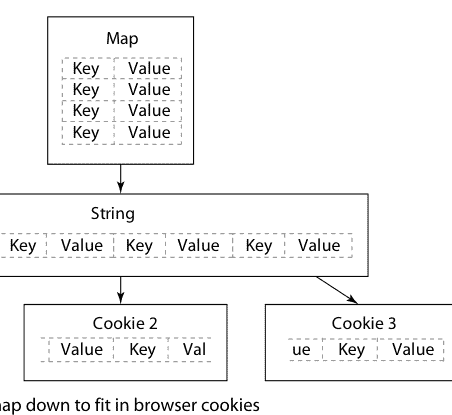 Map
Key Value
Key Value
Key Value
Key Value
String
Key Value Key Value Key Value
Cookie 2 Cookie 3
Value Key Val ue Key Value
nap down to fit in browser cookies